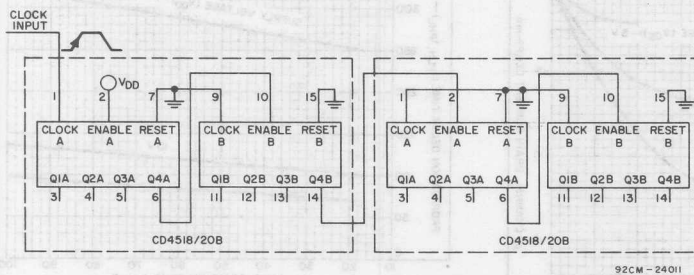 CLOCK
INPUT
VDD
1 2 7 9 10 15 1 2 7 9 10 15
CLOCK ENABLE RESET CLOCK ENABLE RESET CLOCK ENABLE RESET CLOCK ENABLE RESET
A A A B B B A A A B B B
Q1A Q2A Q3A Q4A Q1B Q2B Q3B Q4B Q1A Q2A Q3A Q4A Q1B Q2B Q3B Q4B
3 4 5 6 11 12 13 14 3 4 5 6 11 12 13 14
CD4518/20B CD4518/20B
92CM-24011